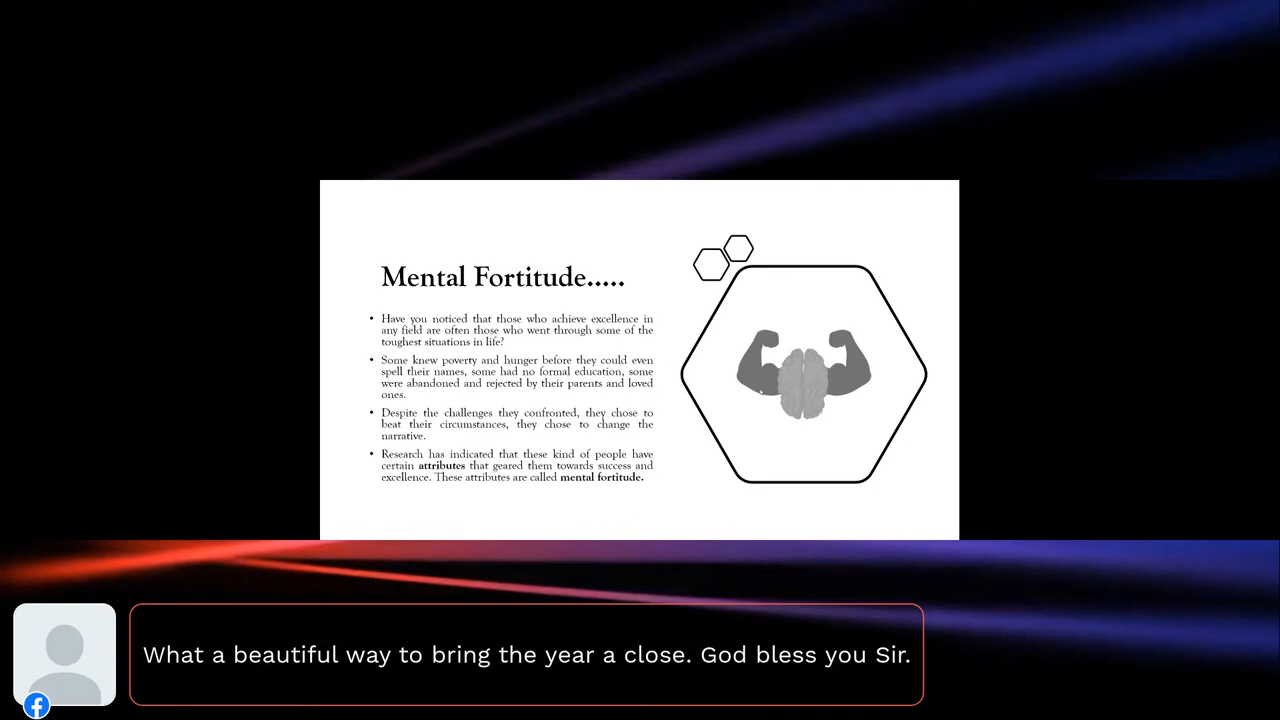 Mental Fortitude.....
• Have you noticed that those who achieve excellence in
any field are often those who went through some of the
toughest situations in life?
• Some knew poverty and hunger before they could even
spell their names, some had no formal education, some
were abandoned and rejected by their parents and loved
ones.
• Despite the challenges they confronted, they chose to
beat their circumstances, they chose to change the
narrative.
• Research has indicated that these kind of people have
certain attributes that geared them towards success and
excellence. These attributes are called mental fortitude.
What a beautiful way to bring the year a close. God bless you Sir.